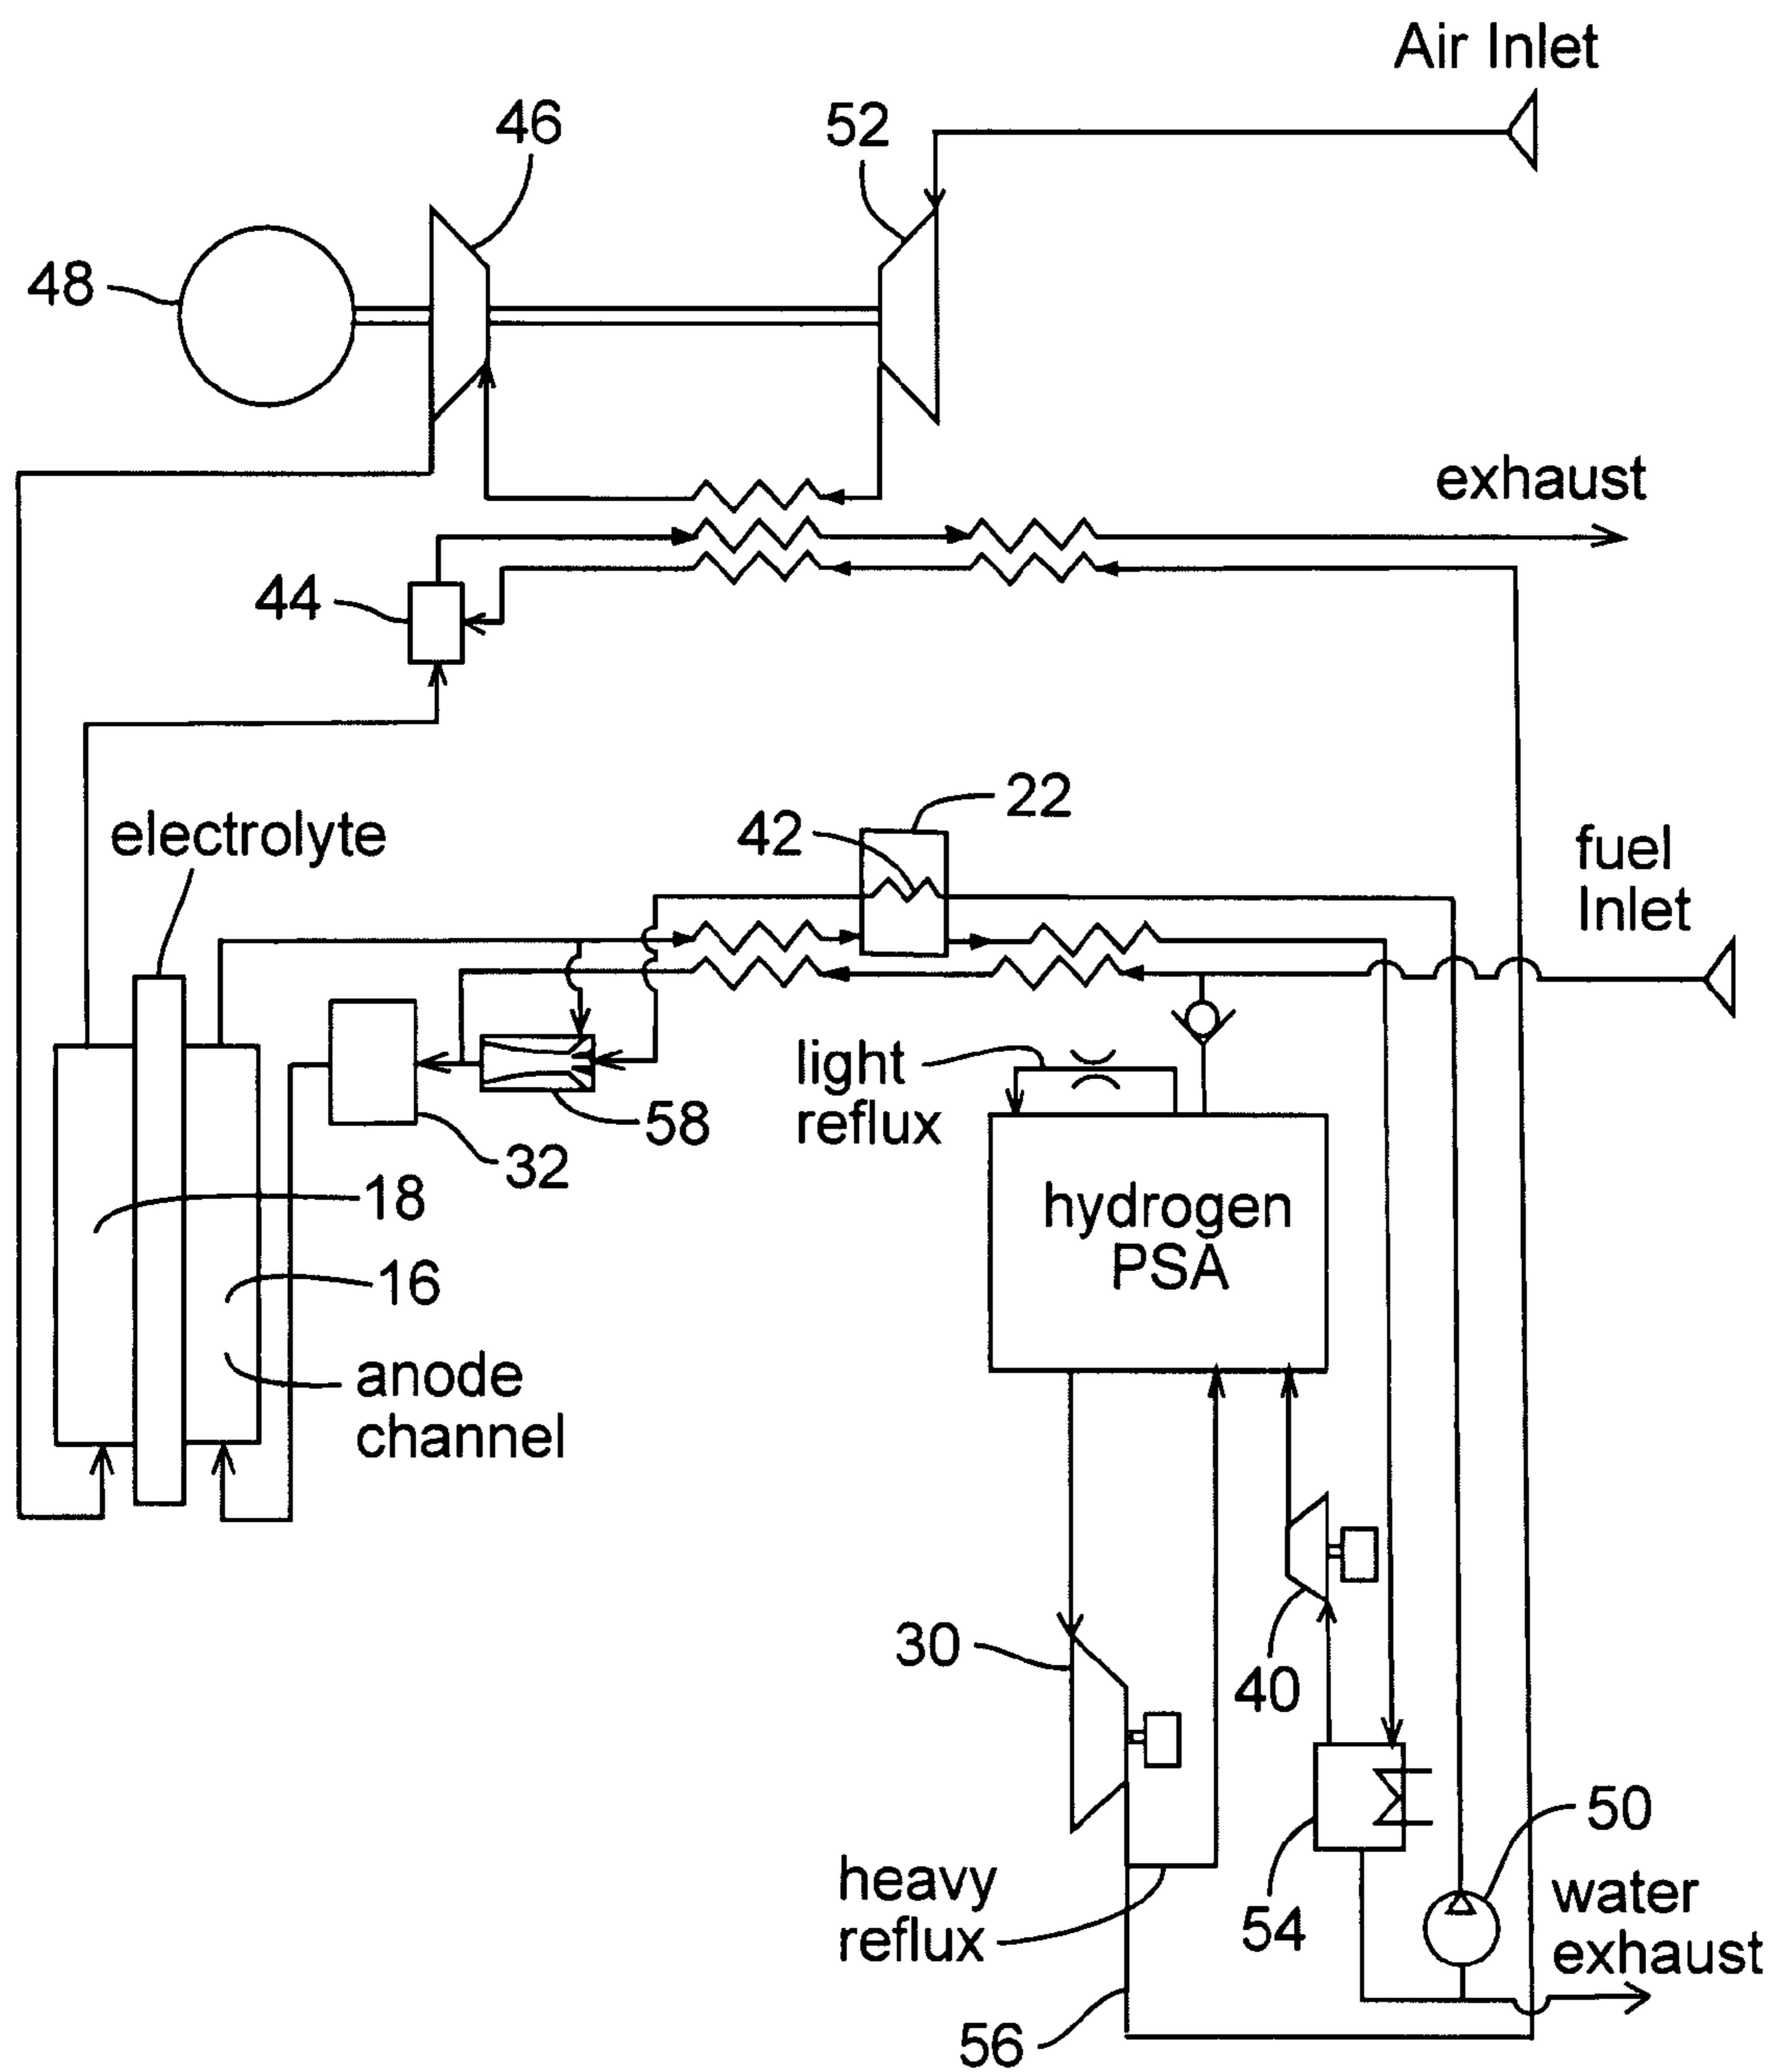 Air Inlet
46
52
48
exhaust
44
22
42
electrolyte
fuel
Inlet
light
reflux
58
32
18
hydrogen
PSA
16
anode
channel
30
40
50
heavy
reflux
54
water
exhaust
56